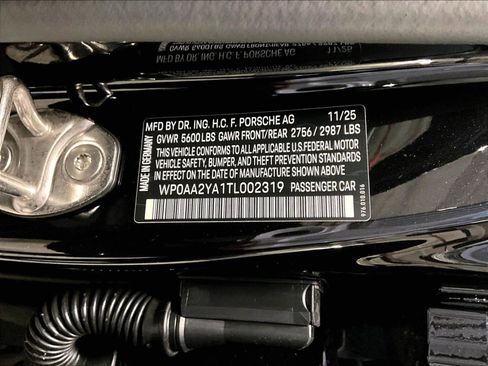 MFD BY DR. ING. H.C. F. PORSCHE AG 11/25
GVWR 5600LBS GAWR FRONT/REAR 2756/2987 LBS
THIS VEHICLE CONFORMS TO ALL APPLICABLE U.S.FEDERAL MOTOR
VEHICLE SAFETY, BUMPER, AND THEFT PREVENTION STANDARDS
IN EFFECT ON THE DATE OF MANUFACTURE SHOWN ABOVE
WP0AA2YA1TL002319 PASSENGER CAR
MADE IN GERMANY